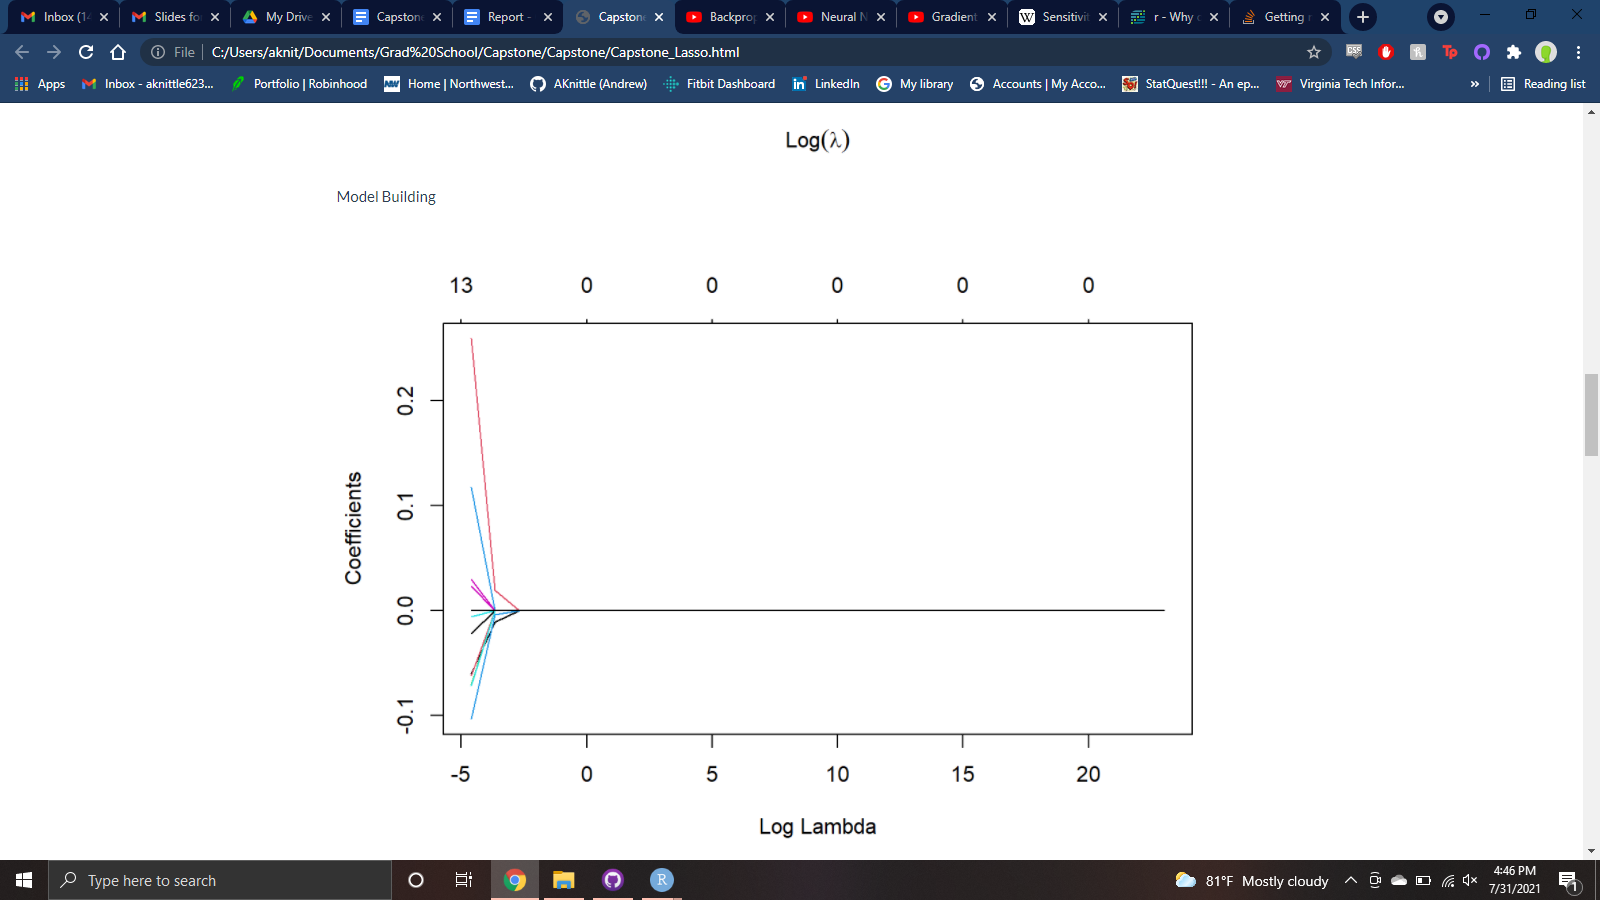 Inbox (14
Slides fo
My Drive
Capstone
Report -
Capstone
Backprop
Neural N
Gradient
Sensitivit
r - Why
Getting
File
C:/Users/aknit/Documents/Grad%20School/Capstone/Capstone/Capstone_Lasso.html
Apps
Inbox - aknittle623...
Portfolio | Robinhood
Home | Northwest...
AKnittle (Andrew)
Fitbit Dashboard
LinkedIn
My library
Accounts | My Acco...
StatQuest!!! - An ep...
Virginia Tech Infor...
»
Reading list
Log(λ)
Model Building
13 0 0 0 0 0
0.2
0.1
0.0
-0.1
Coefficients
-5 0 5 10 15 20
Log Lambda
Type here to search
81°F Mostly cloudy
4:46 PM
7/31/2021
1